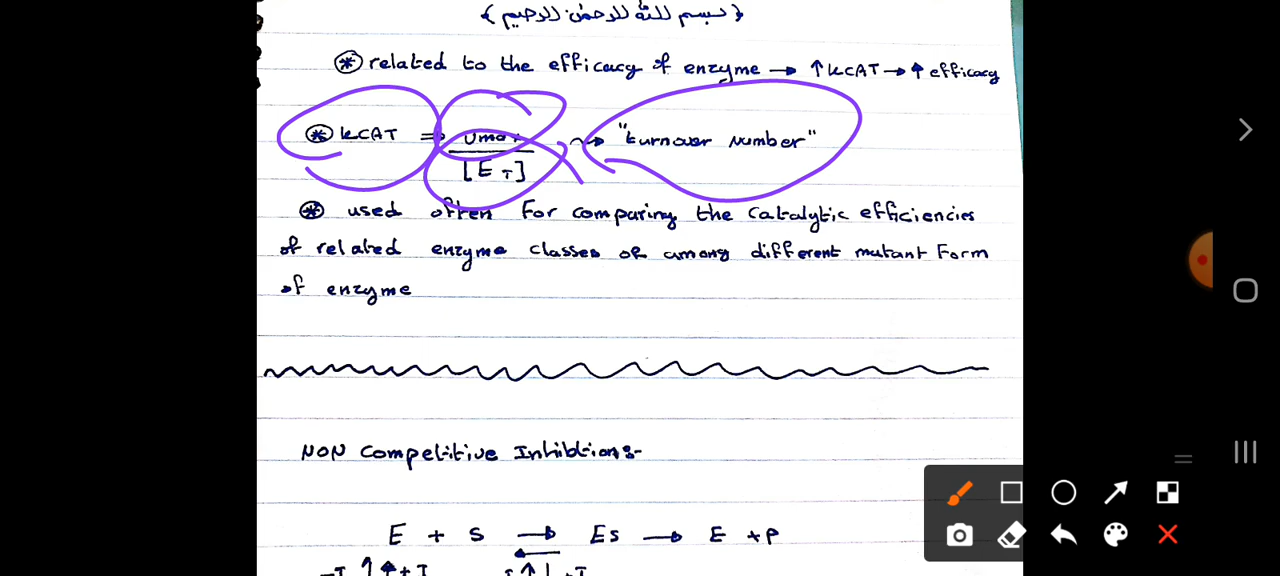 ﴿بسم الله الرحمن الرحيم﴾
⊛ related to the efficacy of enzyme → ↑ kCAT → ↑ efficacy
⊛ kCAT ⇒ Vmax / [ET] → "turnover number"
⊛ used often For comparing the Catalytic efficiencies
of related enzyme classes or among different mutant Form
of enzyme
NON Competitive Inhibtion:-
E + S ⇌ ES → E + P
-I ↑↑+I ↑↓ +I